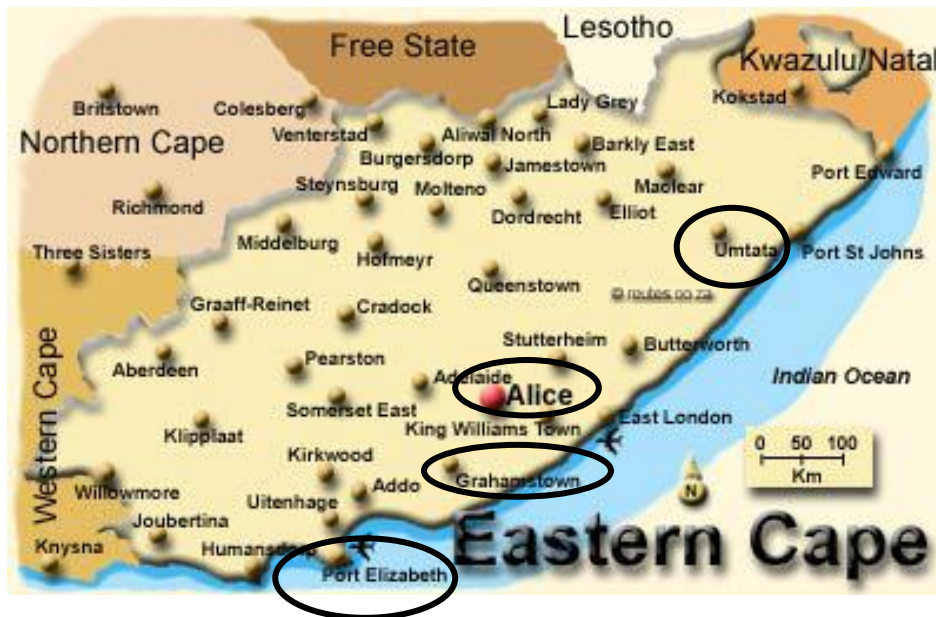 Lesotho
Free State
Kwazulu/Natal
Britstown
Colesberg
Lady Grey
Kokstad
Venterstad
Aliwal North
Northern Cape
Burgersdorp
Barkly East
Jamestown
Port Edward
Steynsburg
Molteno
Maclear
Richmond
Dordrecht
Elliot
Middelburg
Hofmeyr
Three Sisters
Umtata
Port St Johns
Queenstown
© routes.co.za
Graaff-Reinet
Cradock
Stutterheim
Butterworth
Aberdeen
Pearston
Adelaide
Indian Ocean
Alice
Somerset East
East London
King Williams Town
Klipplaat
Western Cape
0 50 100
Km
Kirkwood
Grahamstown
Willowmore
Addo
N
Uitenhage
Joubertina
Eastern Cape
Knysna
Humansdorp
Port Elizabeth